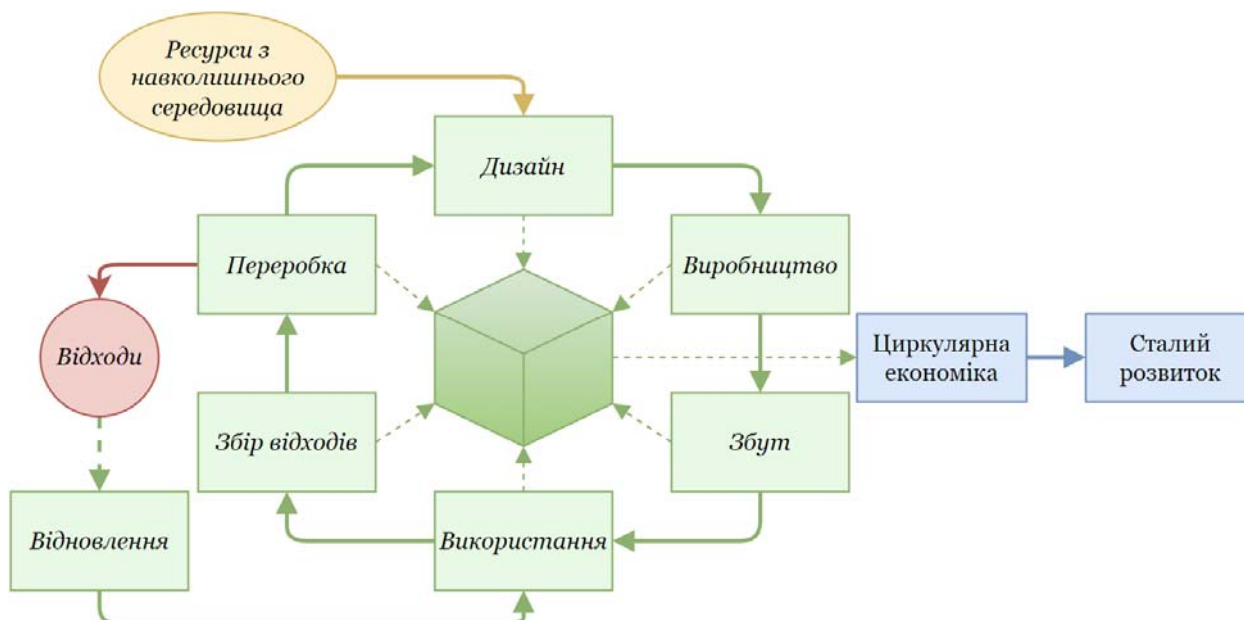 Ресурси з
навколишнього
середовища
Дизайн
Переробка
Виробництво
Відходи
Циркулярна
економіка
Сталий
розвиток
Збір відходів
Збут
Відновлення
Використання